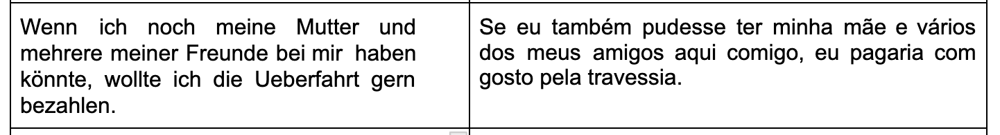 Wenn ich noch meine Mutter und
mehrere meiner Freunde bei mir haben
könnte, wollte ich die Ueberfahrt gern
bezahlen.
Se eu também pudesse ter minha mãe e vários
dos meus amigos aqui comigo, eu pagaria com
gosto pela travessia.